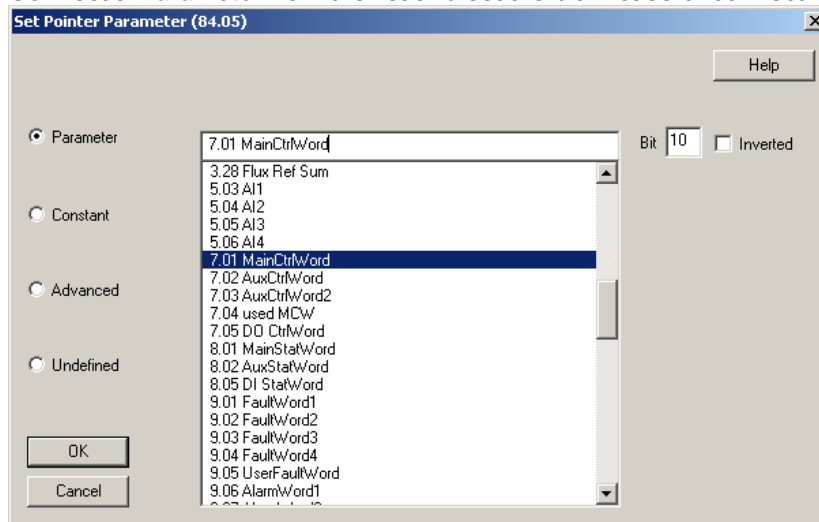 Set Pointer Parameter (84.05)
Help
Parameter
7.01 MainCtrlWord
Bit 10 Inverted
3.28 Flux Ref Sum
5.03 AI1
5.04 AI2
5.05 AI3
5.06 AI4
7.01 MainCtrlWord
7.02 AuxCtrlWord
7.03 AuxCtrlWord2
7.04 used MCW
7.05 DO CtrlWord
8.01 MainStatWord
8.02 AuxStatWord
8.05 DI StatWord
9.01 FaultWord1
9.02 FaultWord2
9.03 FaultWord3
9.04 FaultWord4
9.05 UserFaultWord
9.06 AlarmWord1
Constant
Advanced
Undefined
OK
Cancel